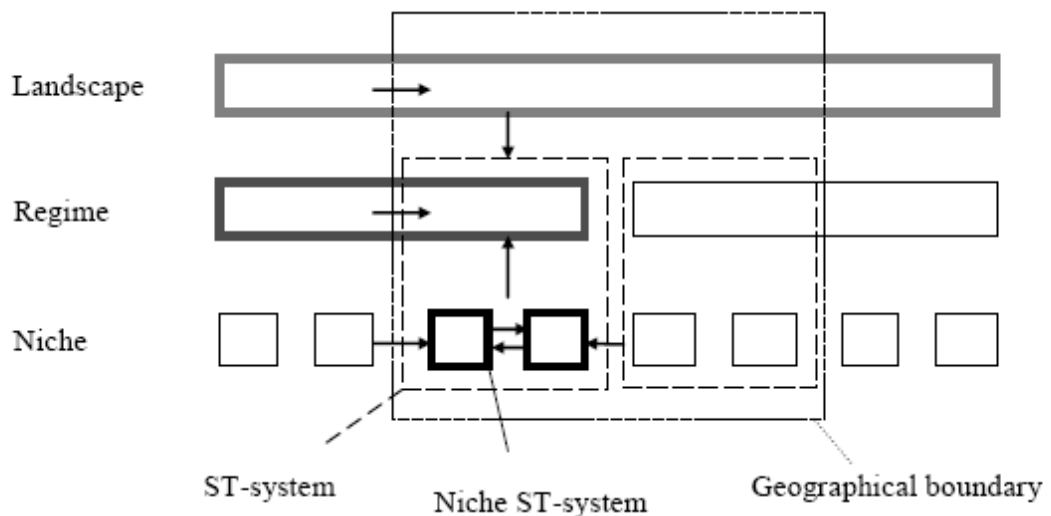 Landscape
Regime
Niche
ST-system
Niche ST-system
Geographical boundary